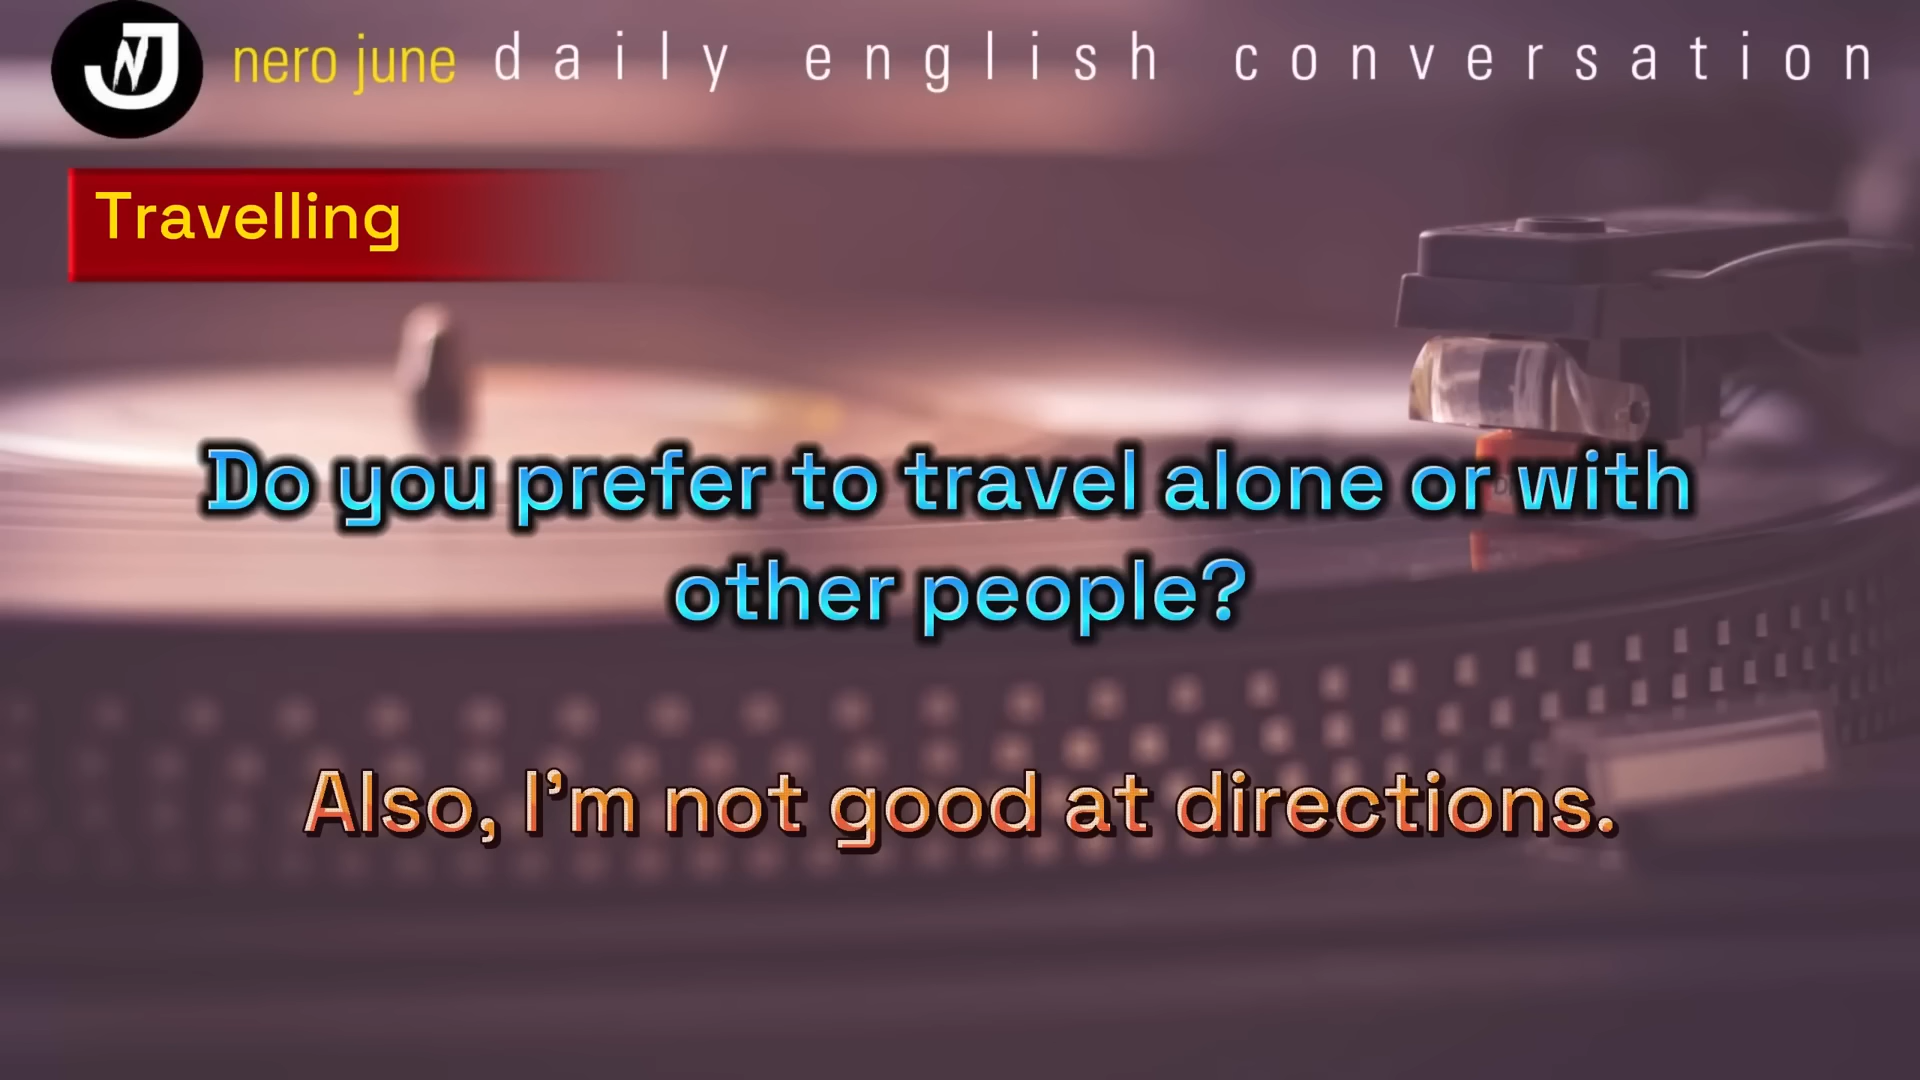 NJ
nero june daily english conversation
Travelling
Do you prefer to travel alone or with
other people?
Also, I'm not good at directions.